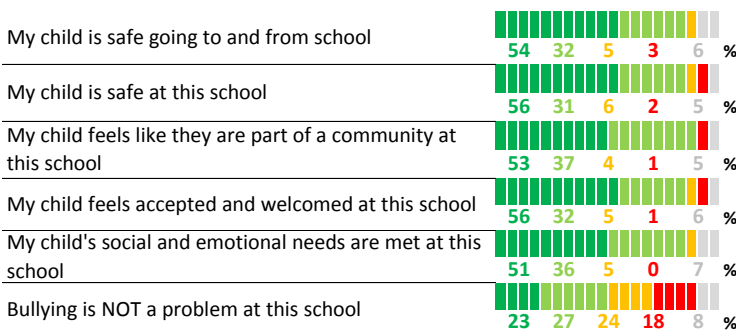 My child is safe going to and from school
54 32 5 3 6 %
My child is safe at this school
56 31 6 2 5 %
My child feels like they are part of a community at
this school
53 37 4 1 5 %
My child feels accepted and welcomed at this school
56 32 5 1 6 %
My child's social and emotional needs are met at this
school
51 36 5 0 7 %
Bullying is NOT a problem at this school
23 27 24 18 8 %